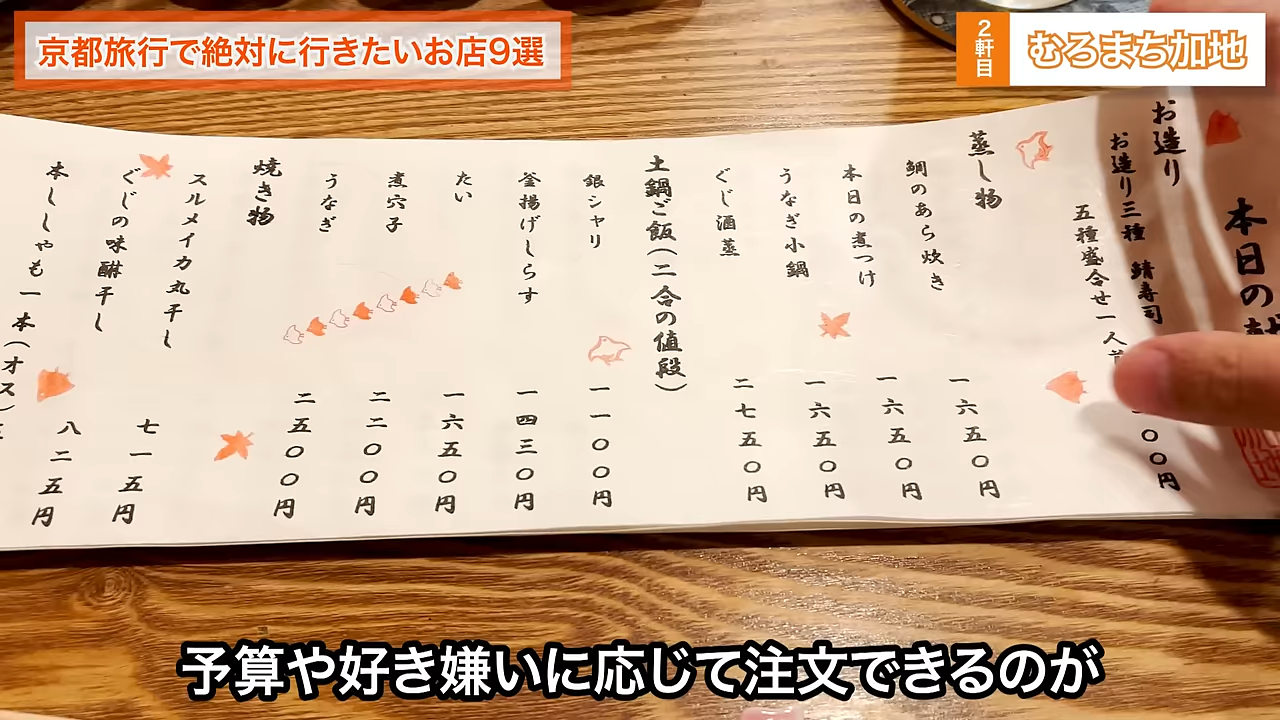 京都旅行で絶対に行きたいお店9選
2軒目
むろまち加地
本日の
お造り
お造り三種 鯖寿司
五種盛合せ一人
〇〇円
蒸し物
鯛のあら炊き
一六五〇円
本日の煮つけ
一六五〇円
うなぎ小鍋
一六五〇円
ぐじ酒蒸
二七五〇円
土鍋ご飯(二合の値段)
銀シャリ
一一〇〇円
釜揚げしらす
一四三〇円
たい
一六五〇円
煮穴子
二二〇〇円
うなぎ
二五〇〇円
焼き物
スルメイカ丸干し
七一五円
ぐじの味醂干し
八二五円
本ししゃも一本(オス)
予算や好き嫌いに応じて注文できるのが